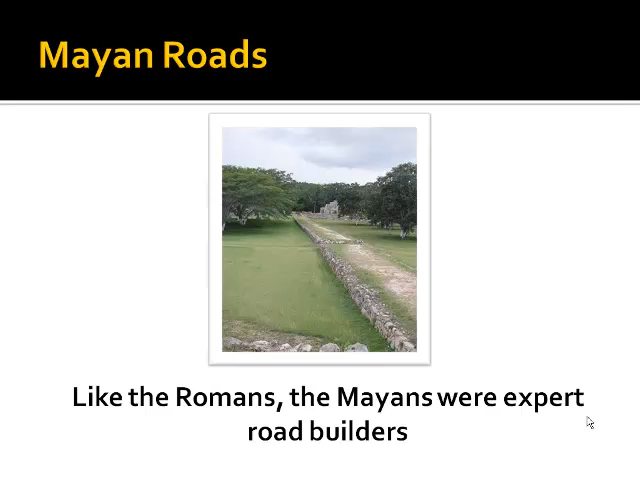 Mayan Roads
Like the Romans, the Mayans were expert
road builders